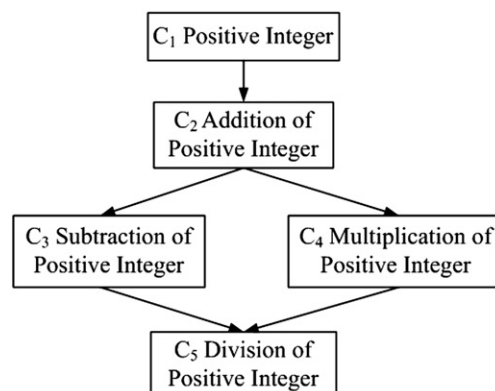 C₁ Positive Integer
C₂ Addition of
Positive Integer
C₃ Subtraction of
Positive Integer
C₄ Multiplication of
Positive Integer
C₅ Division of
Positive Integer